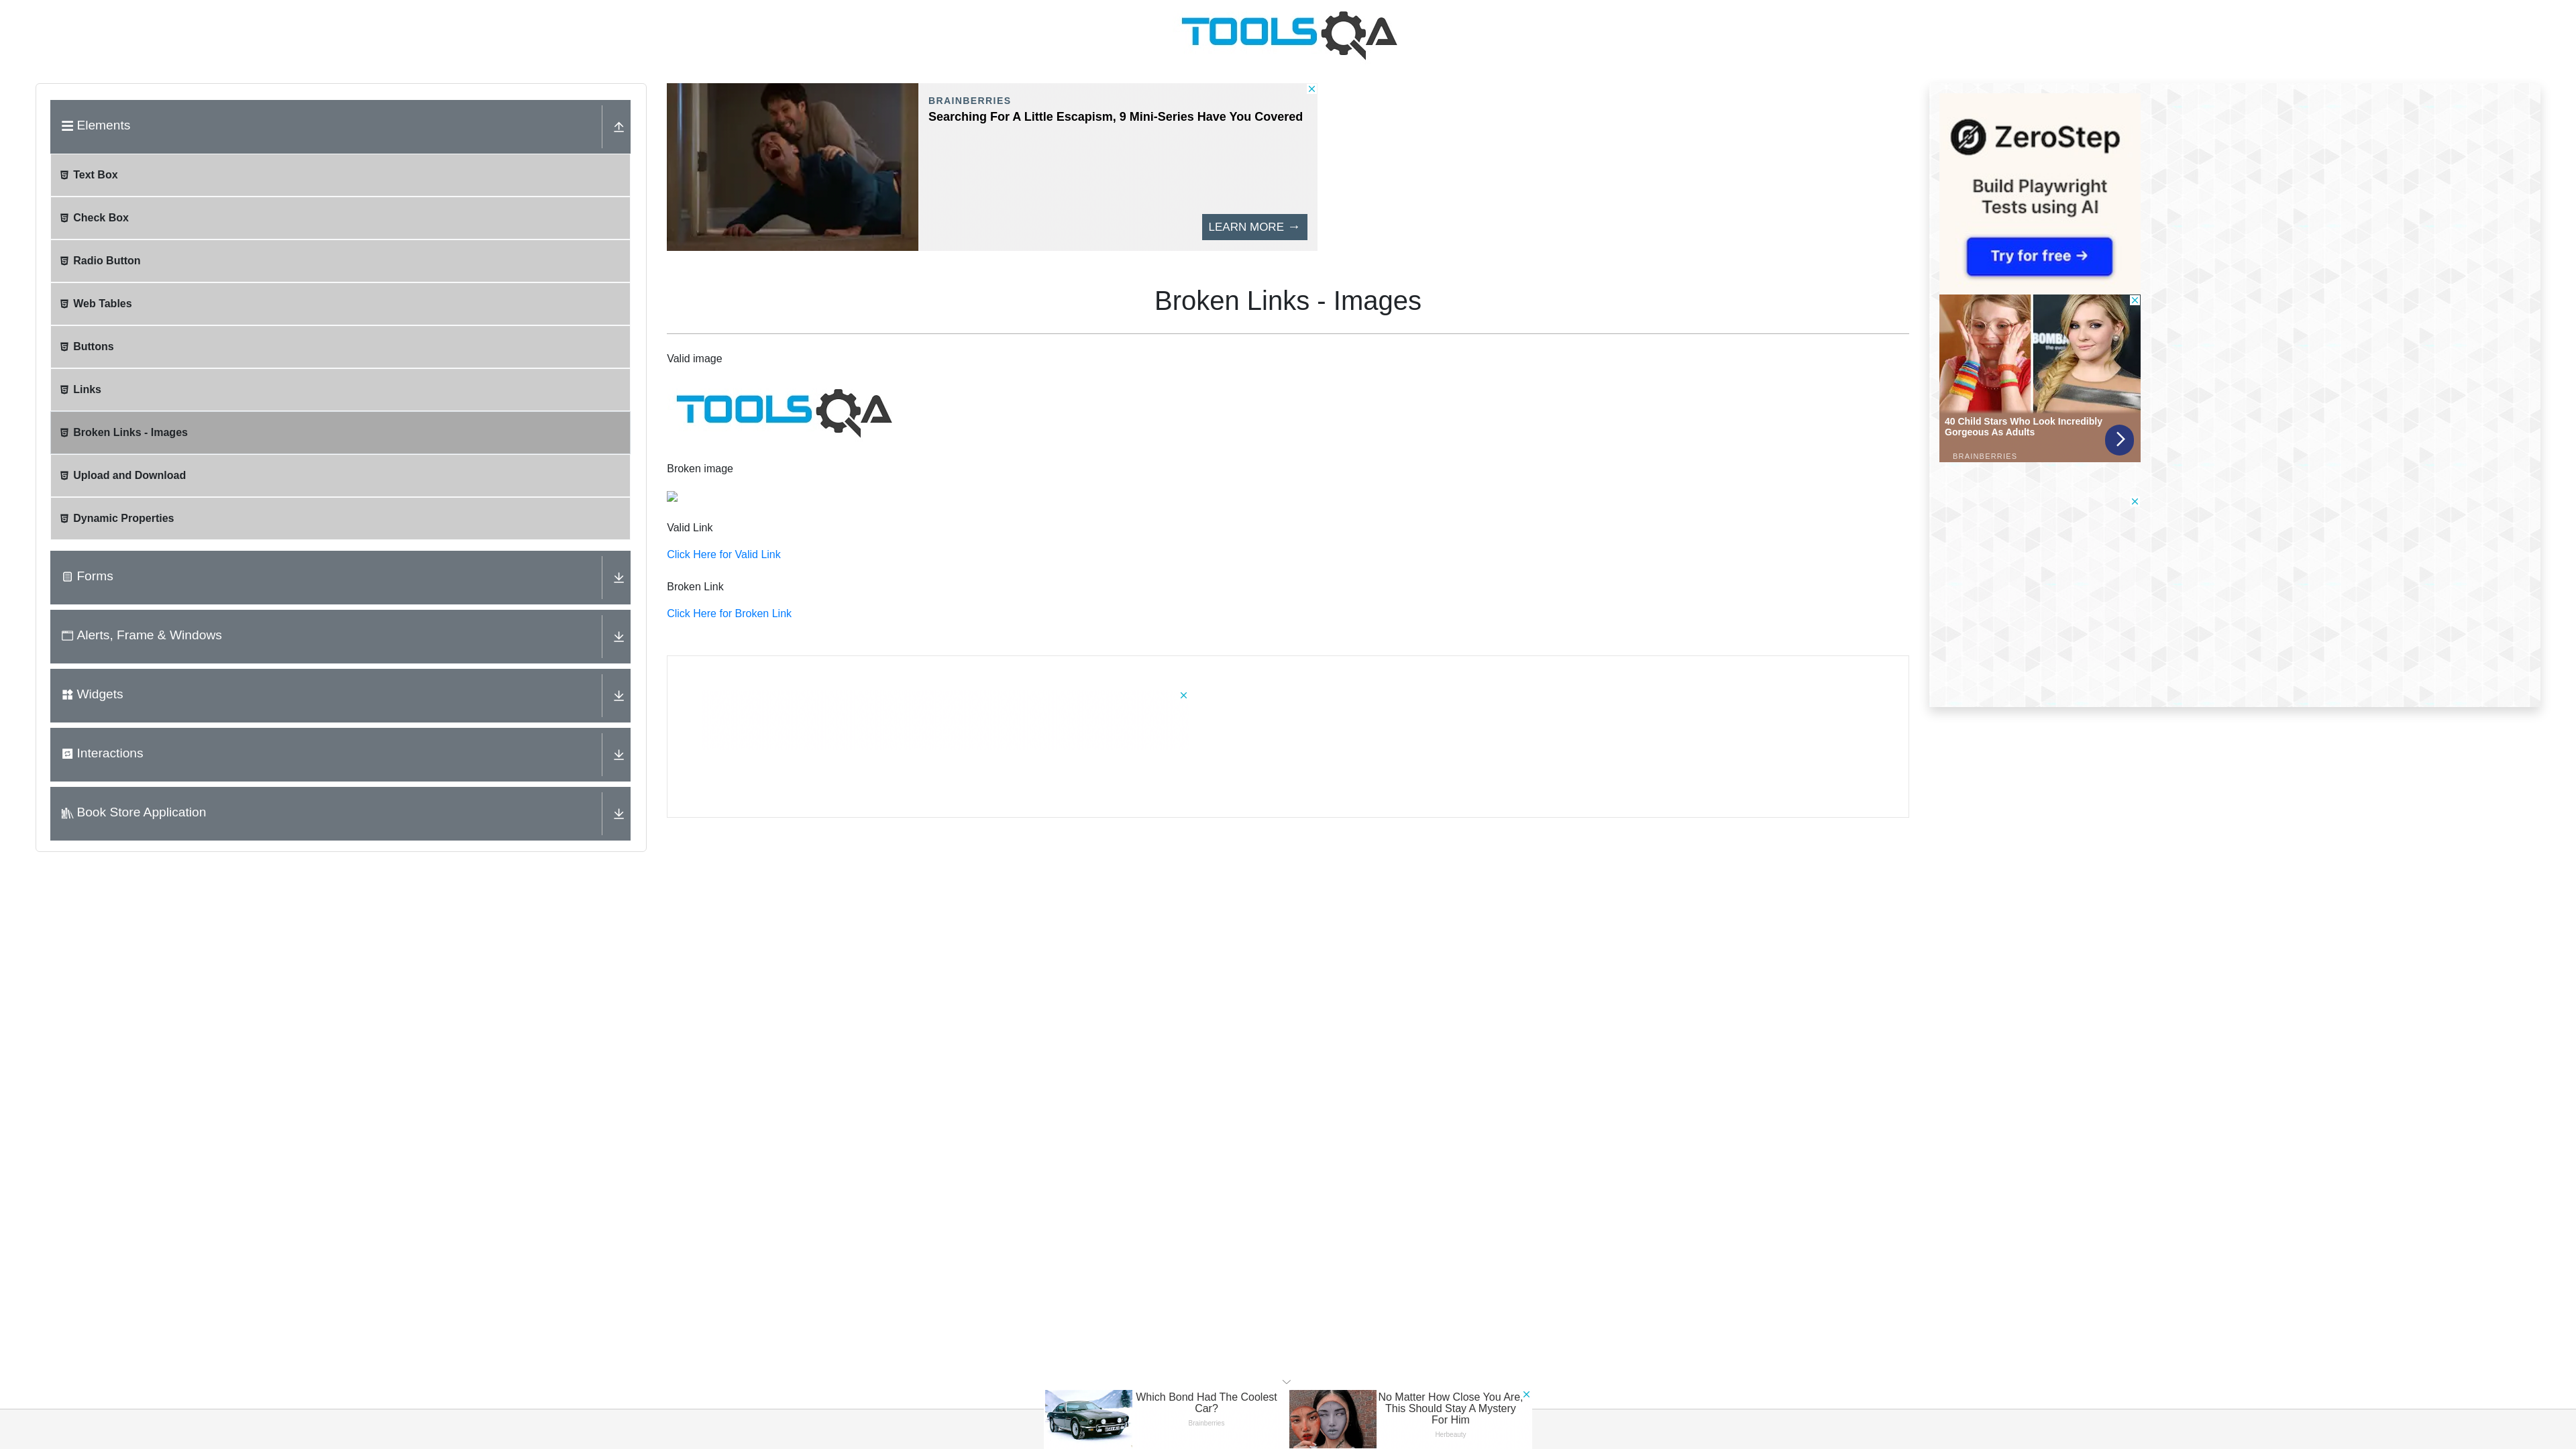 TOOLSQA
Elements
Text Box
Check Box
Radio Button
Web Tables
Buttons
Links
Broken Links - Images
Upload and Download
Dynamic Properties
Forms
Alerts, Frame & Windows
Widgets
Interactions
Book Store Application
BRAINBERRIES
Searching For A Little Escapism, 9 Mini-Series Have You Covered
LEARN MORE →
Broken Links - Images
Valid image
TOOLSQA
Broken image
Valid Link
Click Here for Valid Link
Broken Link
Click Here for Broken Link
ZeroStep
Build Playwright
Tests using AI
Try for free →
40 Child Stars Who Look Incredibly
Gorgeous As Adults
BRAINBERRIES
Which Bond Had The Coolest
Car?
Brainberries
No Matter How Close You Are,
This Should Stay A Mystery
For Him
Herbeauty